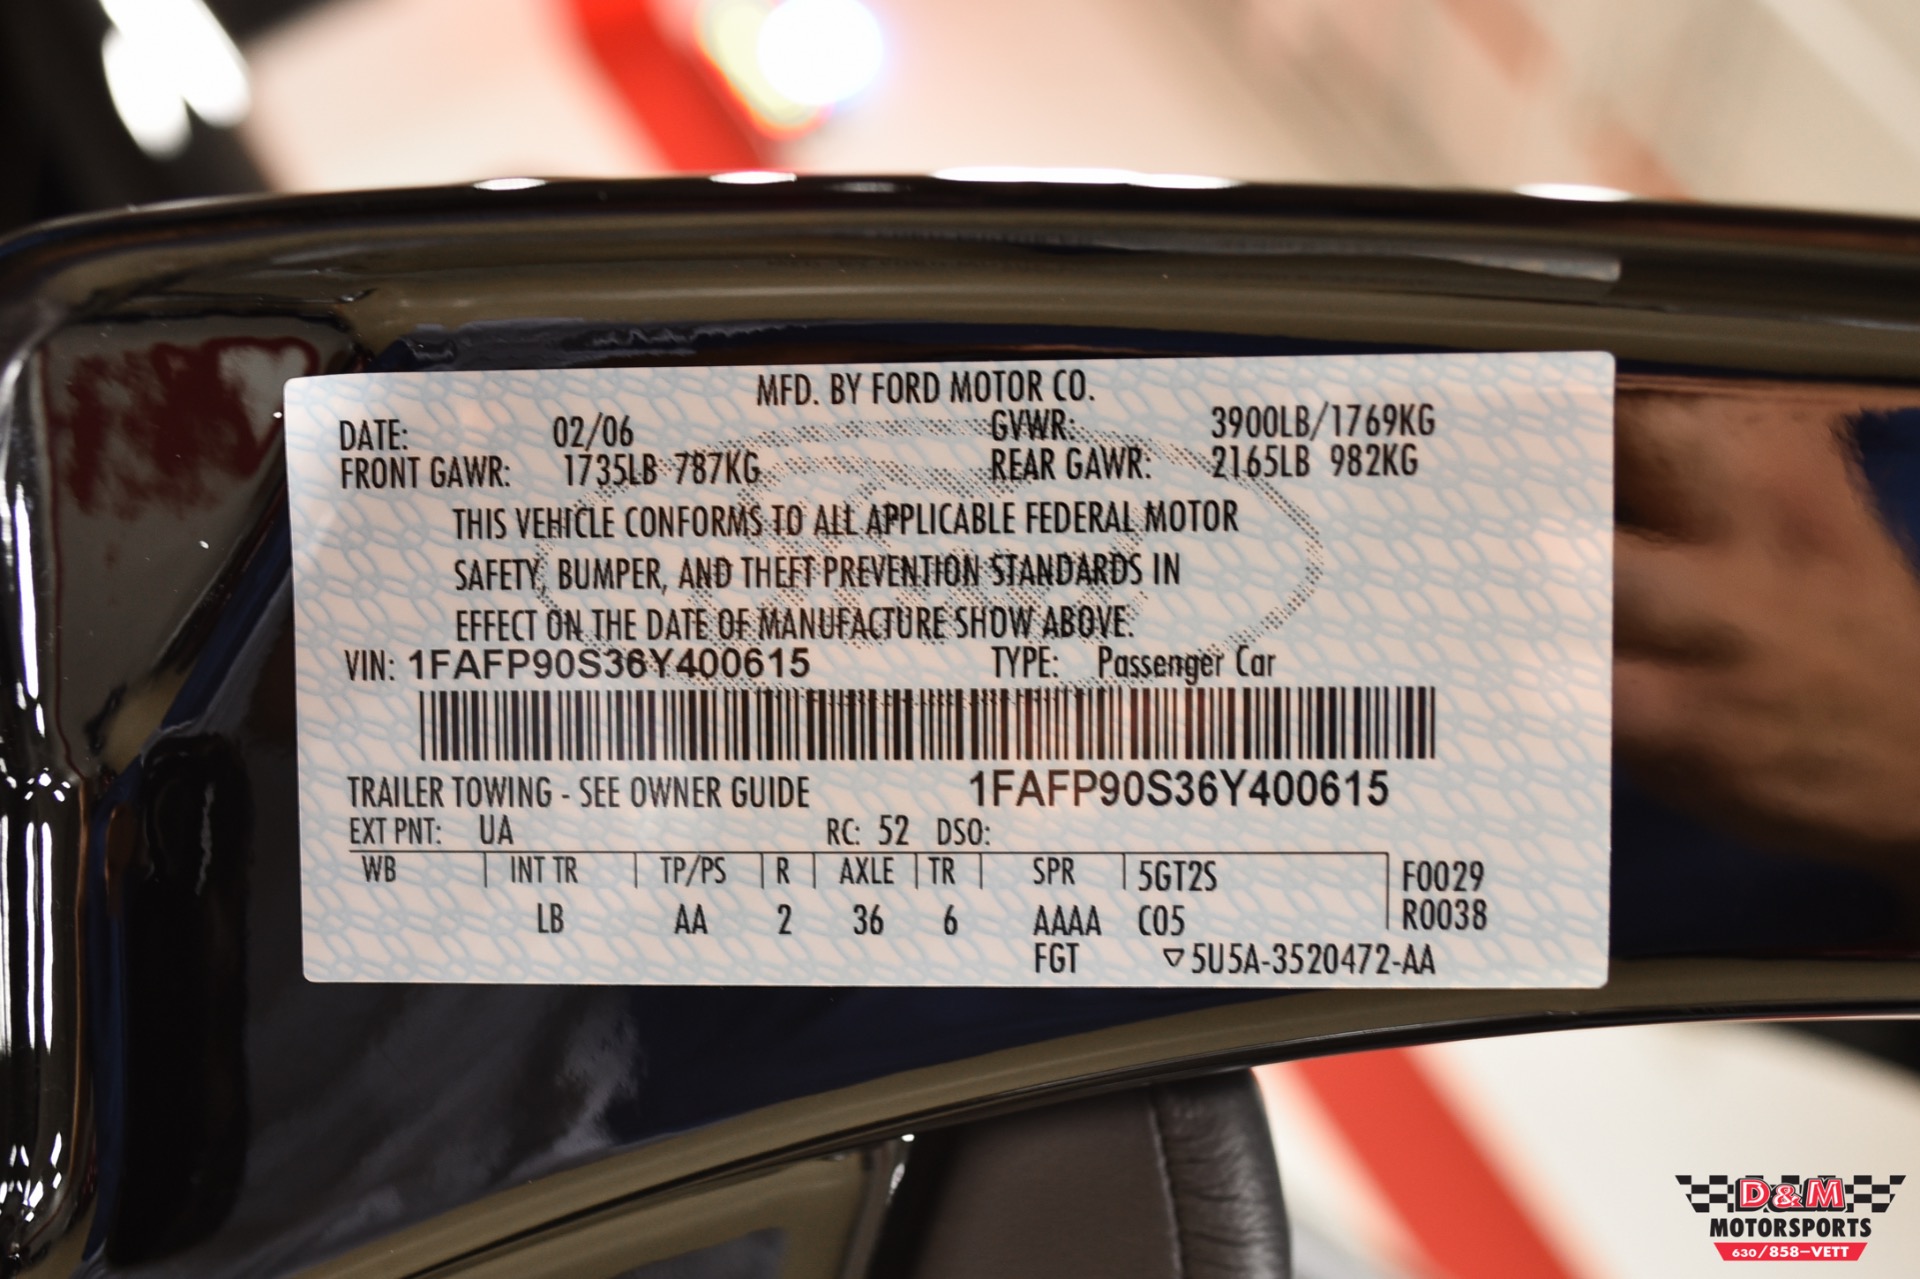 MFD. BY FORD MOTOR CO.
DATE: 02/06 GVWR: 3900LB/1769KG
FRONT GAWR: 1735LB 787KG REAR GAWR: 2165LB 982KG
THIS VEHICLE CONFORMS TO ALL APPLICABLE FEDERAL MOTOR
SAFETY, BUMPER, AND THEFT PREVENTION STANDARDS IN
EFFECT ON THE DATE OF MANUFACTURE SHOW ABOVE.
VIN: 1FAFP90S36Y400615 TYPE: Passenger Car
TRAILER TOWING - SEE OWNER GUIDE 1FAFP90S36Y400615
EXT PNT: UA RC: 52 DSO:
WB INT TR TP/PS R AXLE TR SPR 5GT2S F0029
LB AA 2 36 6 AAAA C05 R0038
FGT ▽5U5A-3520472-AA
D&M
MOTORSPORTS
630/858-VETT